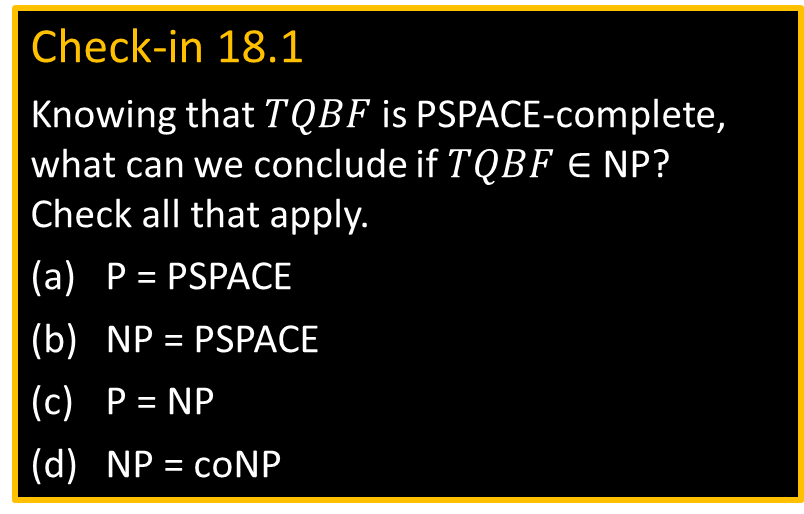 Check-in 18.1
Knowing that 𝑇𝑄𝐵𝐹 is PSPACE-complete,
what can we conclude if 𝑇𝑄𝐵𝐹 ∈ NP?
Check all that apply.
(a) P = PSPACE
(b) NP = PSPACE
(c) P = NP
(d) NP = coNP